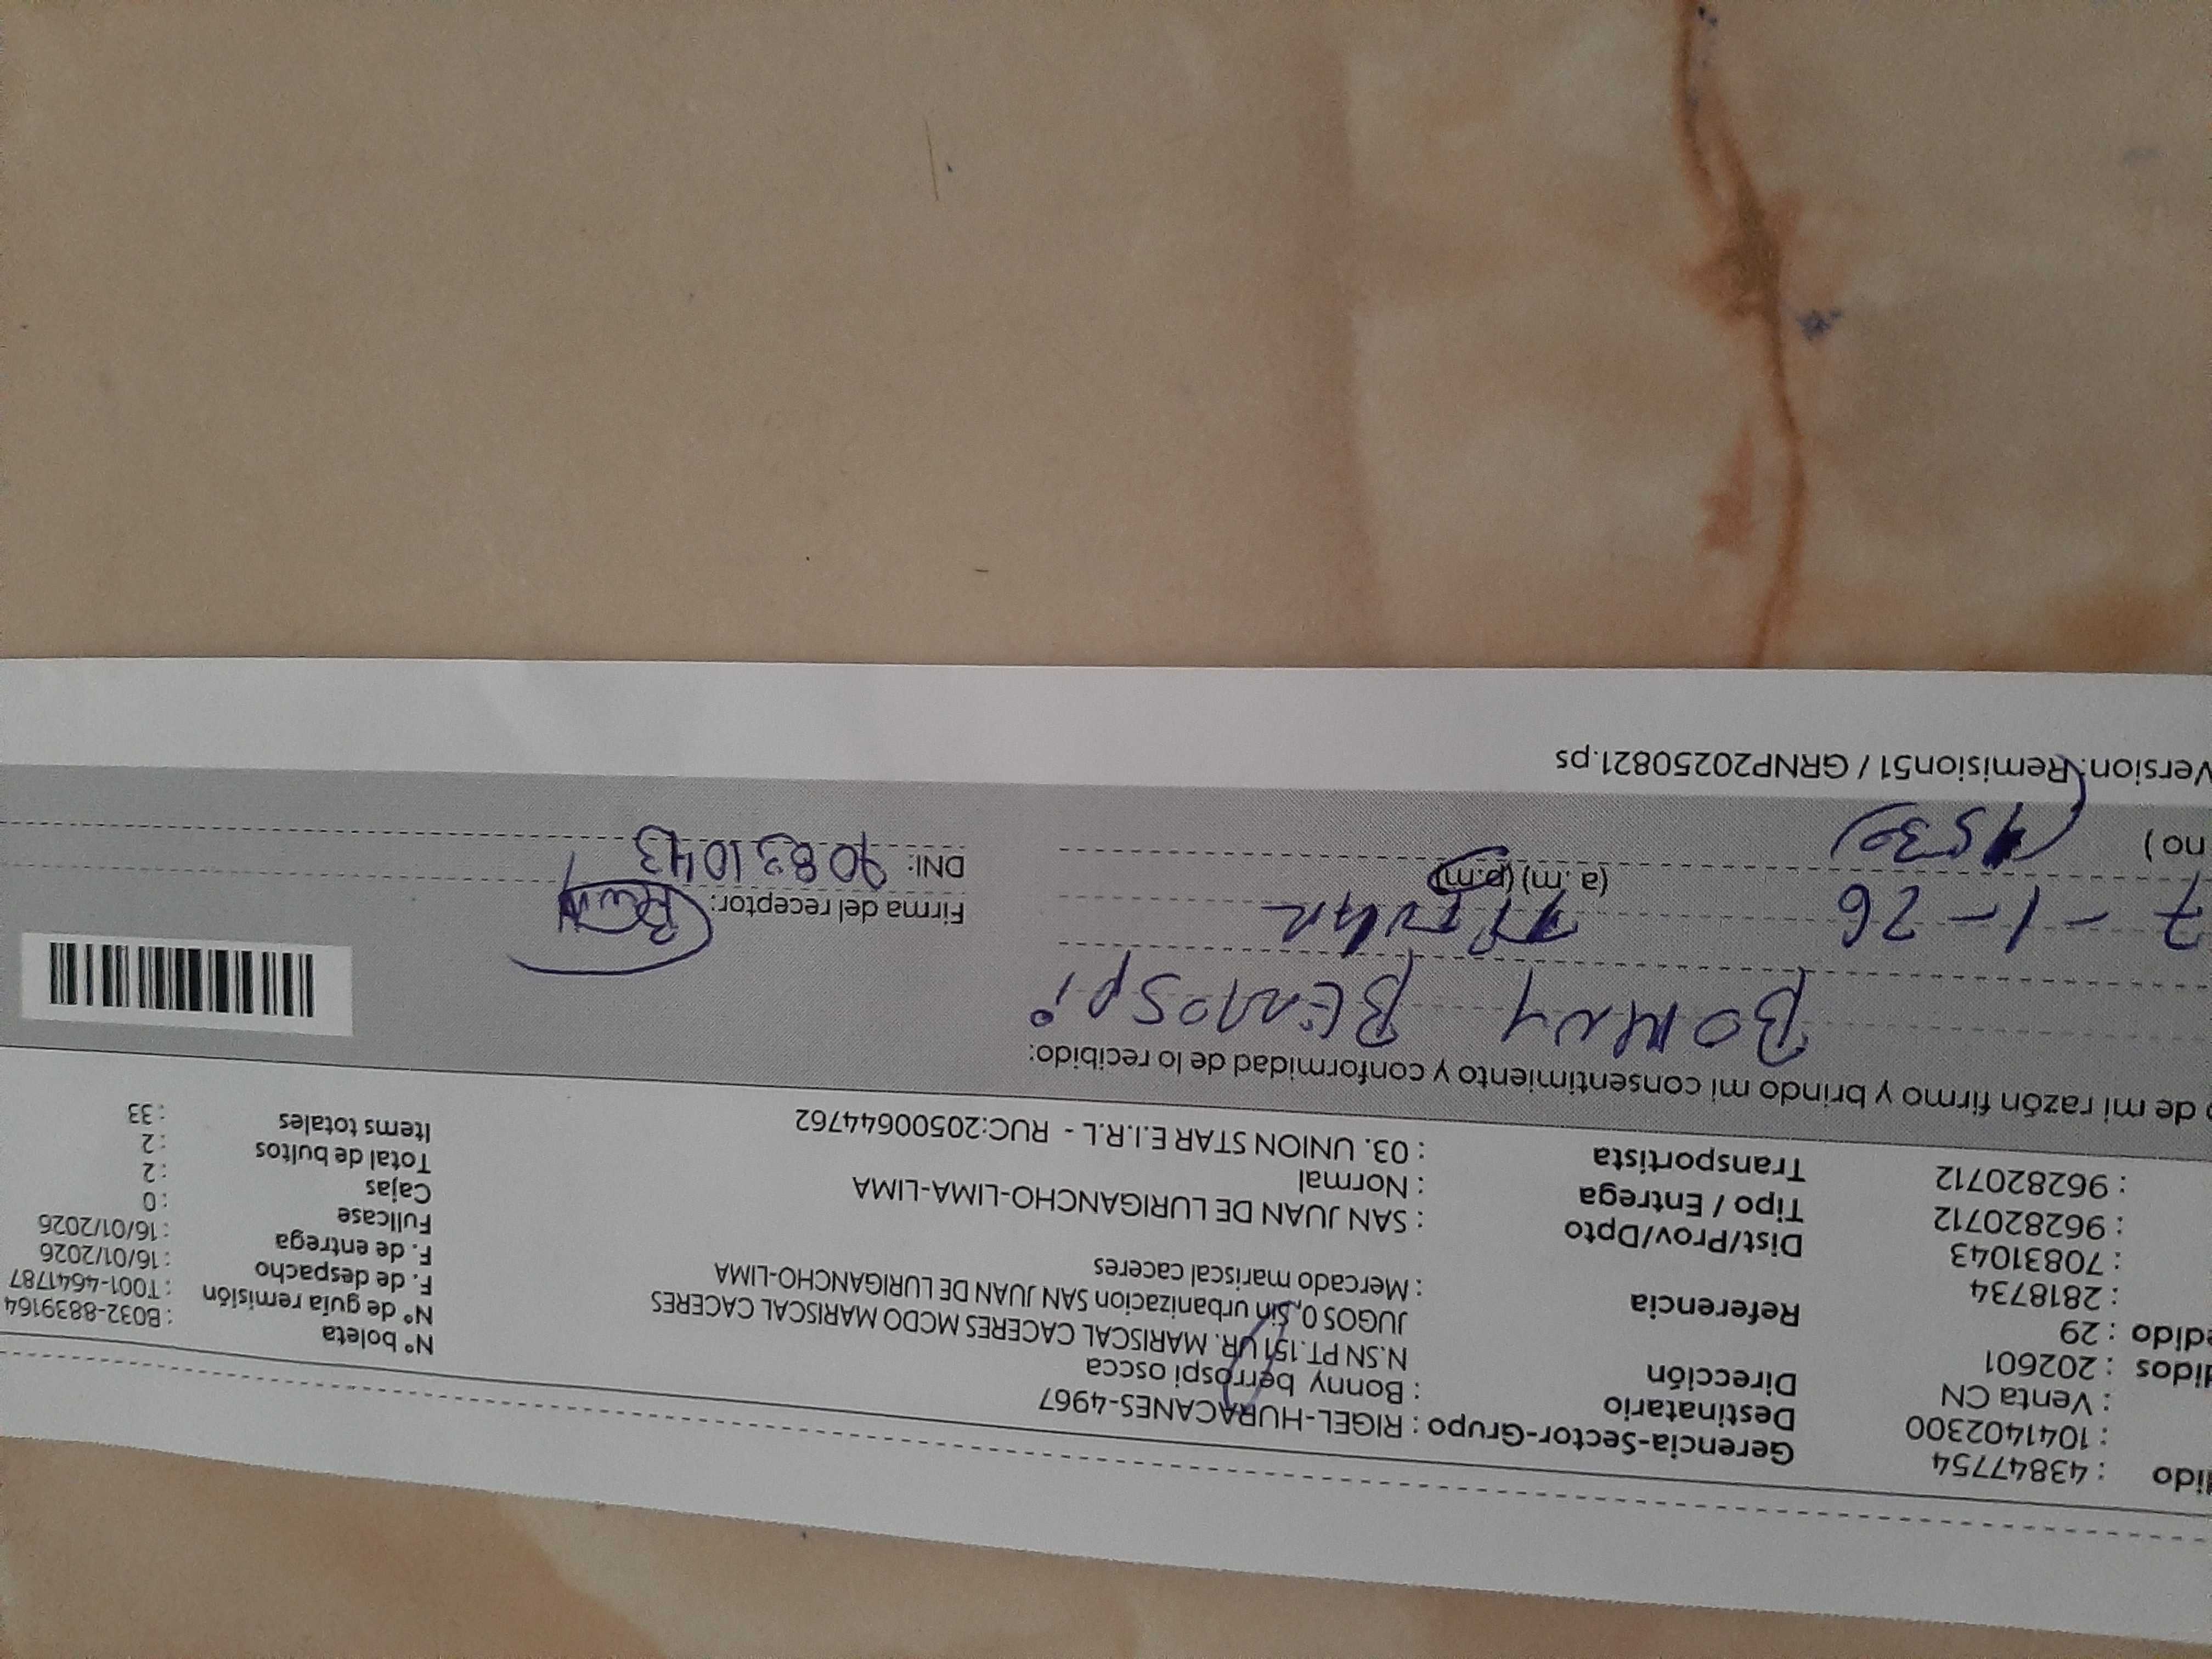 dido : 43847754
: 1041402300
: Venta CN
didos : 202601
edido : 29
: 2818734
: 70831043
: 962820712
: 962820712
Gerencia-Sector-Grupo : RIGEL-HURACANES-4967
Destinatario : Bonny berrospi oscca
Dirección N.SN PT.151 UR. MARISCAL CACERES MCDO MARISCAL CACERES
JUGOS 0, Sin urbanizacion SAN JUAN DE LURIGANCHO-LIMA
Referencia : Mercado mariscal caceres
Dist/Prov/Dpto : SAN JUAN DE LURIGANCHO-LIMA-LIMA
Tipo / Entrega : Normal
Transportista : 03. UNION STAR E.I.R.L - RUC:20500644762
N° boleta : B032-8839164
N° de guía remisión : T001-4641787
F. de despacho : 16/01/2026
F. de entrega : 16/01/2026
Fullcase : 0
Cajas : 2
Total de bultos : 2
Items totales : 33
de mi razón firmo y brindo mi consentimiento y conformidad de lo recibido:
BONNY BERROSPI
7-1-26
(a.m) (p.m)
no)
Firma del receptor:
DNI: 70831043
Version: Remision51 / GRNP20250821.ps